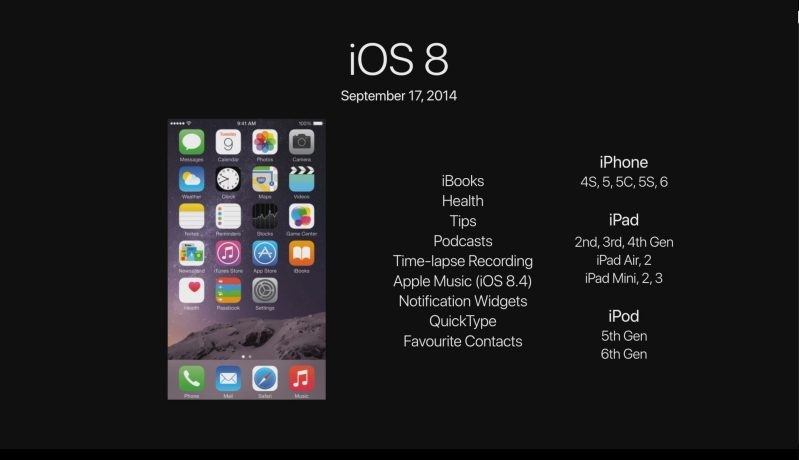 iOS 8
September 17, 2014
9:41 AM
100%
Tuesday
9
Messages
Calendar
Photos
Camera
Weather
Clock
Maps
Videos
Notes
Reminders
Stocks
Game Center
Newsstand
iTunes Store
App Store
iBooks
Health
Passbook
Settings
Phone
Mail
Safari
Music
iBooks
Health
Tips
Podcasts
Time-lapse Recording
Apple Music (iOS 8.4)
Notification Widgets
QuickType
Favourite Contacts
iPhone
4S, 5, 5C, 5S, 6
iPad
2nd, 3rd, 4th Gen
iPad Air, 2
iPad Mini, 2, 3
iPod
5th Gen
6th Gen